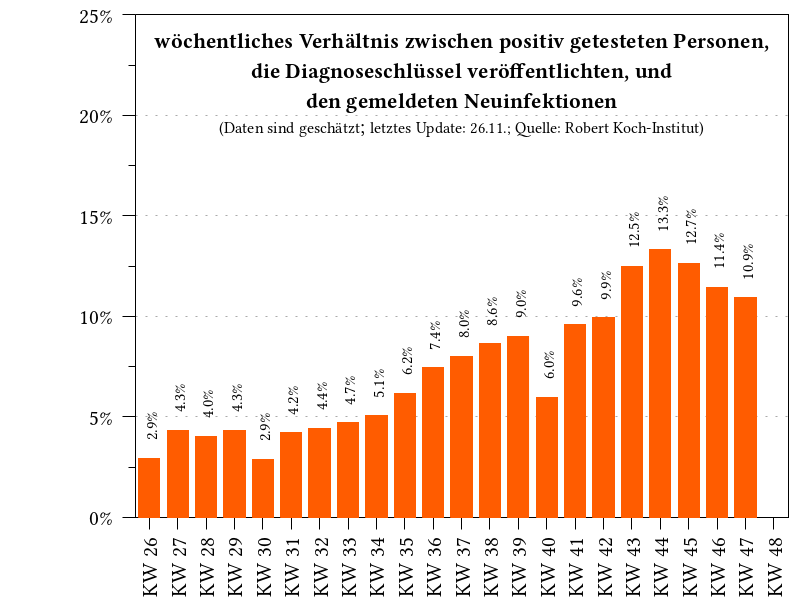 wöchentliches Verhältnis zwischen positiv getesteten Personen,
die Diagnoseschlüssel veröffentlichten, und
den gemeldeten Neuinfektionen
(Daten sind geschätzt; letztes Update: 26.11.; Quelle: Robert Koch-Institut)
25%
20%
15%
10%
5%
0%
2.9%
4.3%
4.0%
4.3%
2.9%
4.2%
4.4%
4.7%
5.1%
6.2%
7.4%
8.0%
8.6%
9.0%
6.0%
9.6%
9.9%
12.5%
13.3%
12.7%
11.4%
10.9%
KW 26
KW 27
KW 28
KW 29
KW 30
KW 31
KW 32
KW 33
KW 34
KW 35
KW 36
KW 37
KW 38
KW 39
KW 40
KW 41
KW 42
KW 43
KW 44
KW 45
KW 46
KW 47
KW 48